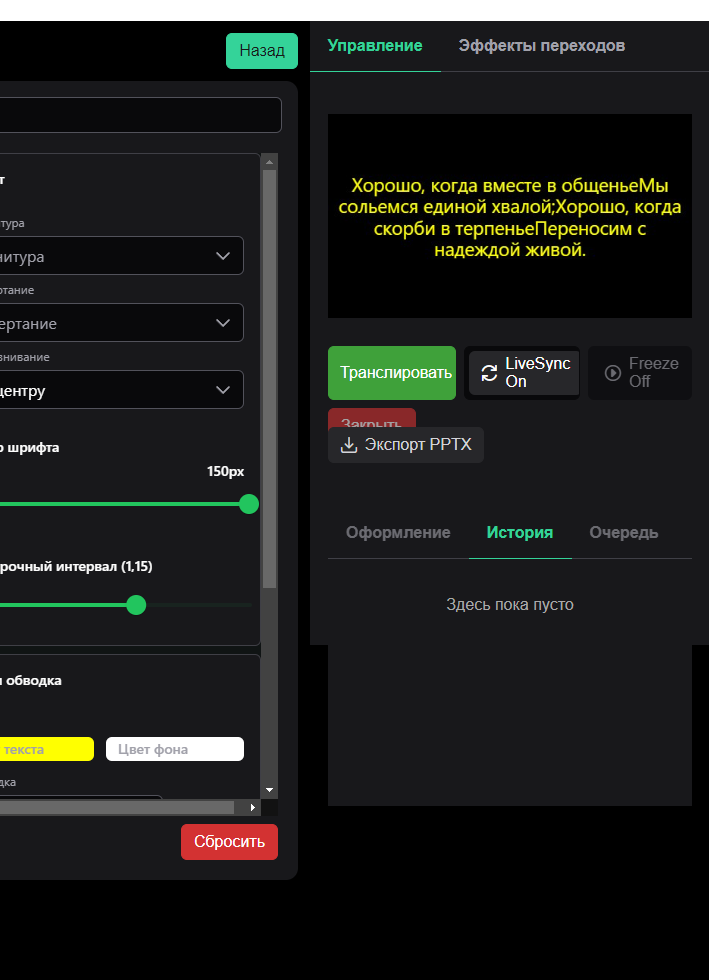 Назад
нитура
ертание
внивание
центру
р шрифта
150px
рочный интервал (1,15)
обводка
текста
Цвет фона
Сбросить
Управление
Эффекты переходов
Хорошо, когда вместе в общеньеМы
сольемся единой хвалой;Хорошо, когда
скорби в терпеньеПереносим с
надеждой живой.
Транслировать
LiveSync
On
Freeze
Off
Закрыть
Экспорт PPTX
Оформление
История
Очередь
Здесь пока пусто